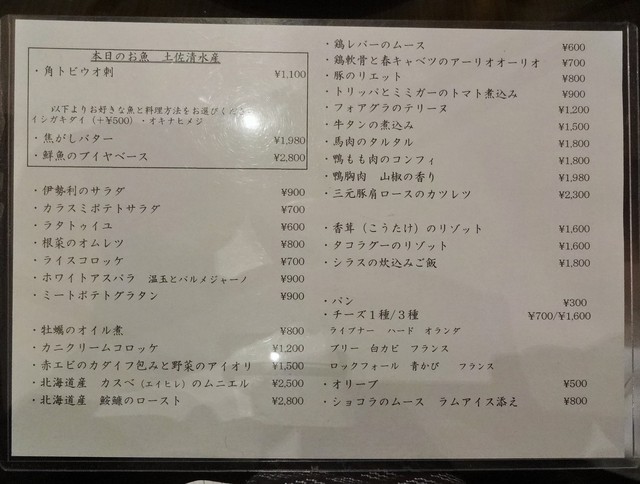 本日のお魚　土佐清水産
・角トビウオ刺 ¥1,100
以下よりお好きな魚と料理方法をお選びくださ
イシガキダイ（+¥500）・オキナヒメジ
・焦がしバター ¥1,980
・鮮魚のブイヤベース ¥2,800
・伊勢利のサラダ ¥900
・カラスミポテトサラダ ¥700
・ラタトゥイユ ¥600
・根菜のオムレツ ¥800
・ライスコロッケ ¥700
・ホワイトアスパラ　温玉とパルメジャーノ ¥900
・ミートポテトグラタン ¥900
・牡蠣のオイル煮 ¥800
・カニクリームコロッケ ¥1,200
・赤エビのカダイフ包みと野菜のアイオリ ¥1,500
・北海道産　カスベ（エイヒレ）のムニエル ¥2,500
・北海道産　鮟鱇のロースト ¥2,800
・鶏レバーのムース ¥600
・鶏軟骨と春キャベツのアーリオオーリオ ¥700
・豚のリエット ¥800
・トリッパとミミガーのトマト煮込み ¥900
・フォアグラのテリーヌ ¥1,200
・牛タンの煮込み ¥1,500
・馬肉のタルタル ¥1,800
・鴨もも肉のコンフィ ¥1,800
・鴨胸肉　山椒の香り ¥1,980
・三元豚肩ロースのカツレツ ¥2,300
・香茸（こうたけ）のリゾット ¥1,600
・タコラグーのリゾット ¥1,600
・シラスの炊込みご飯 ¥1,800
・パン ¥300
・チーズ１種/３種 ¥700/¥1,600
ライプナー　ハード　オランダ
ブリー　白カビ　フランス
ロックフォール　青かび　フランス
・オリーブ ¥500
・ショコラのムース　ラムアイス添え ¥800